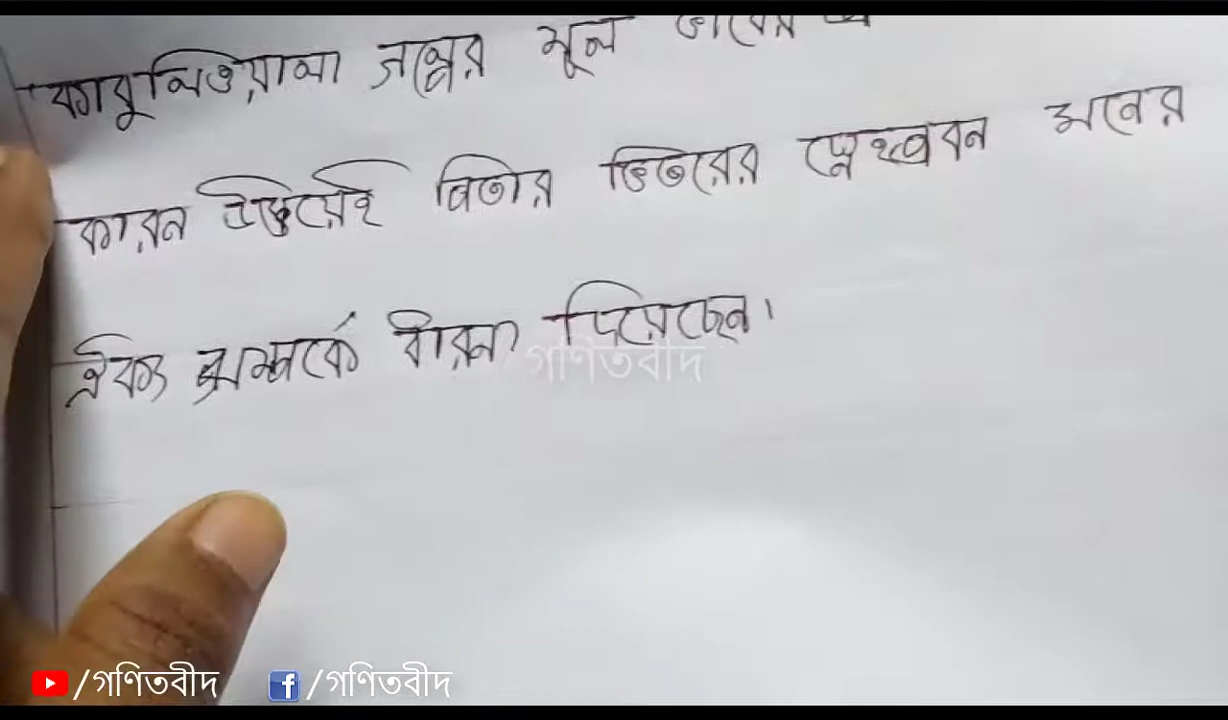 কাবুলিওয়ালা গল্পের মূল ভাবের
কারন উভয়েই পিতার ভিতরের স্নেহপ্রবন মনের
ঐক্য সম্পর্কে ধারনা দিয়েছেন।
গণিতবীদ
/গণিতবীদ /গণিতবীদ